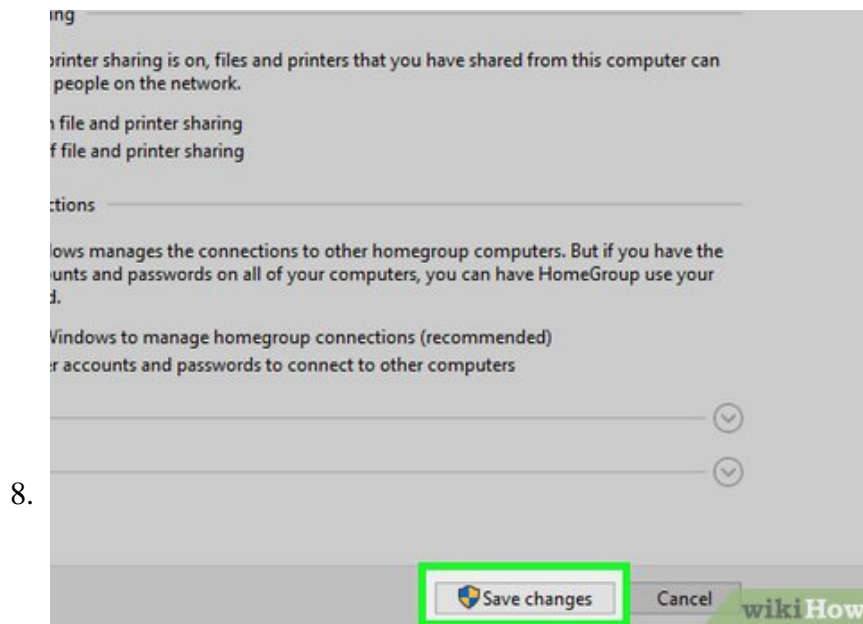 ing
printer sharing is on, files and printers that you have shared from this computer can
people on the network.
file and printer sharing
f file and printer sharing
ctions
lows manages the connections to other homegroup computers. But if you have the
unts and passwords on all of your computers, you can have HomeGroup use your
d.
Windows to manage homegroup connections (recommended)
r accounts and passwords to connect to other computers
8.
Save changes
Cancel
wikiHow